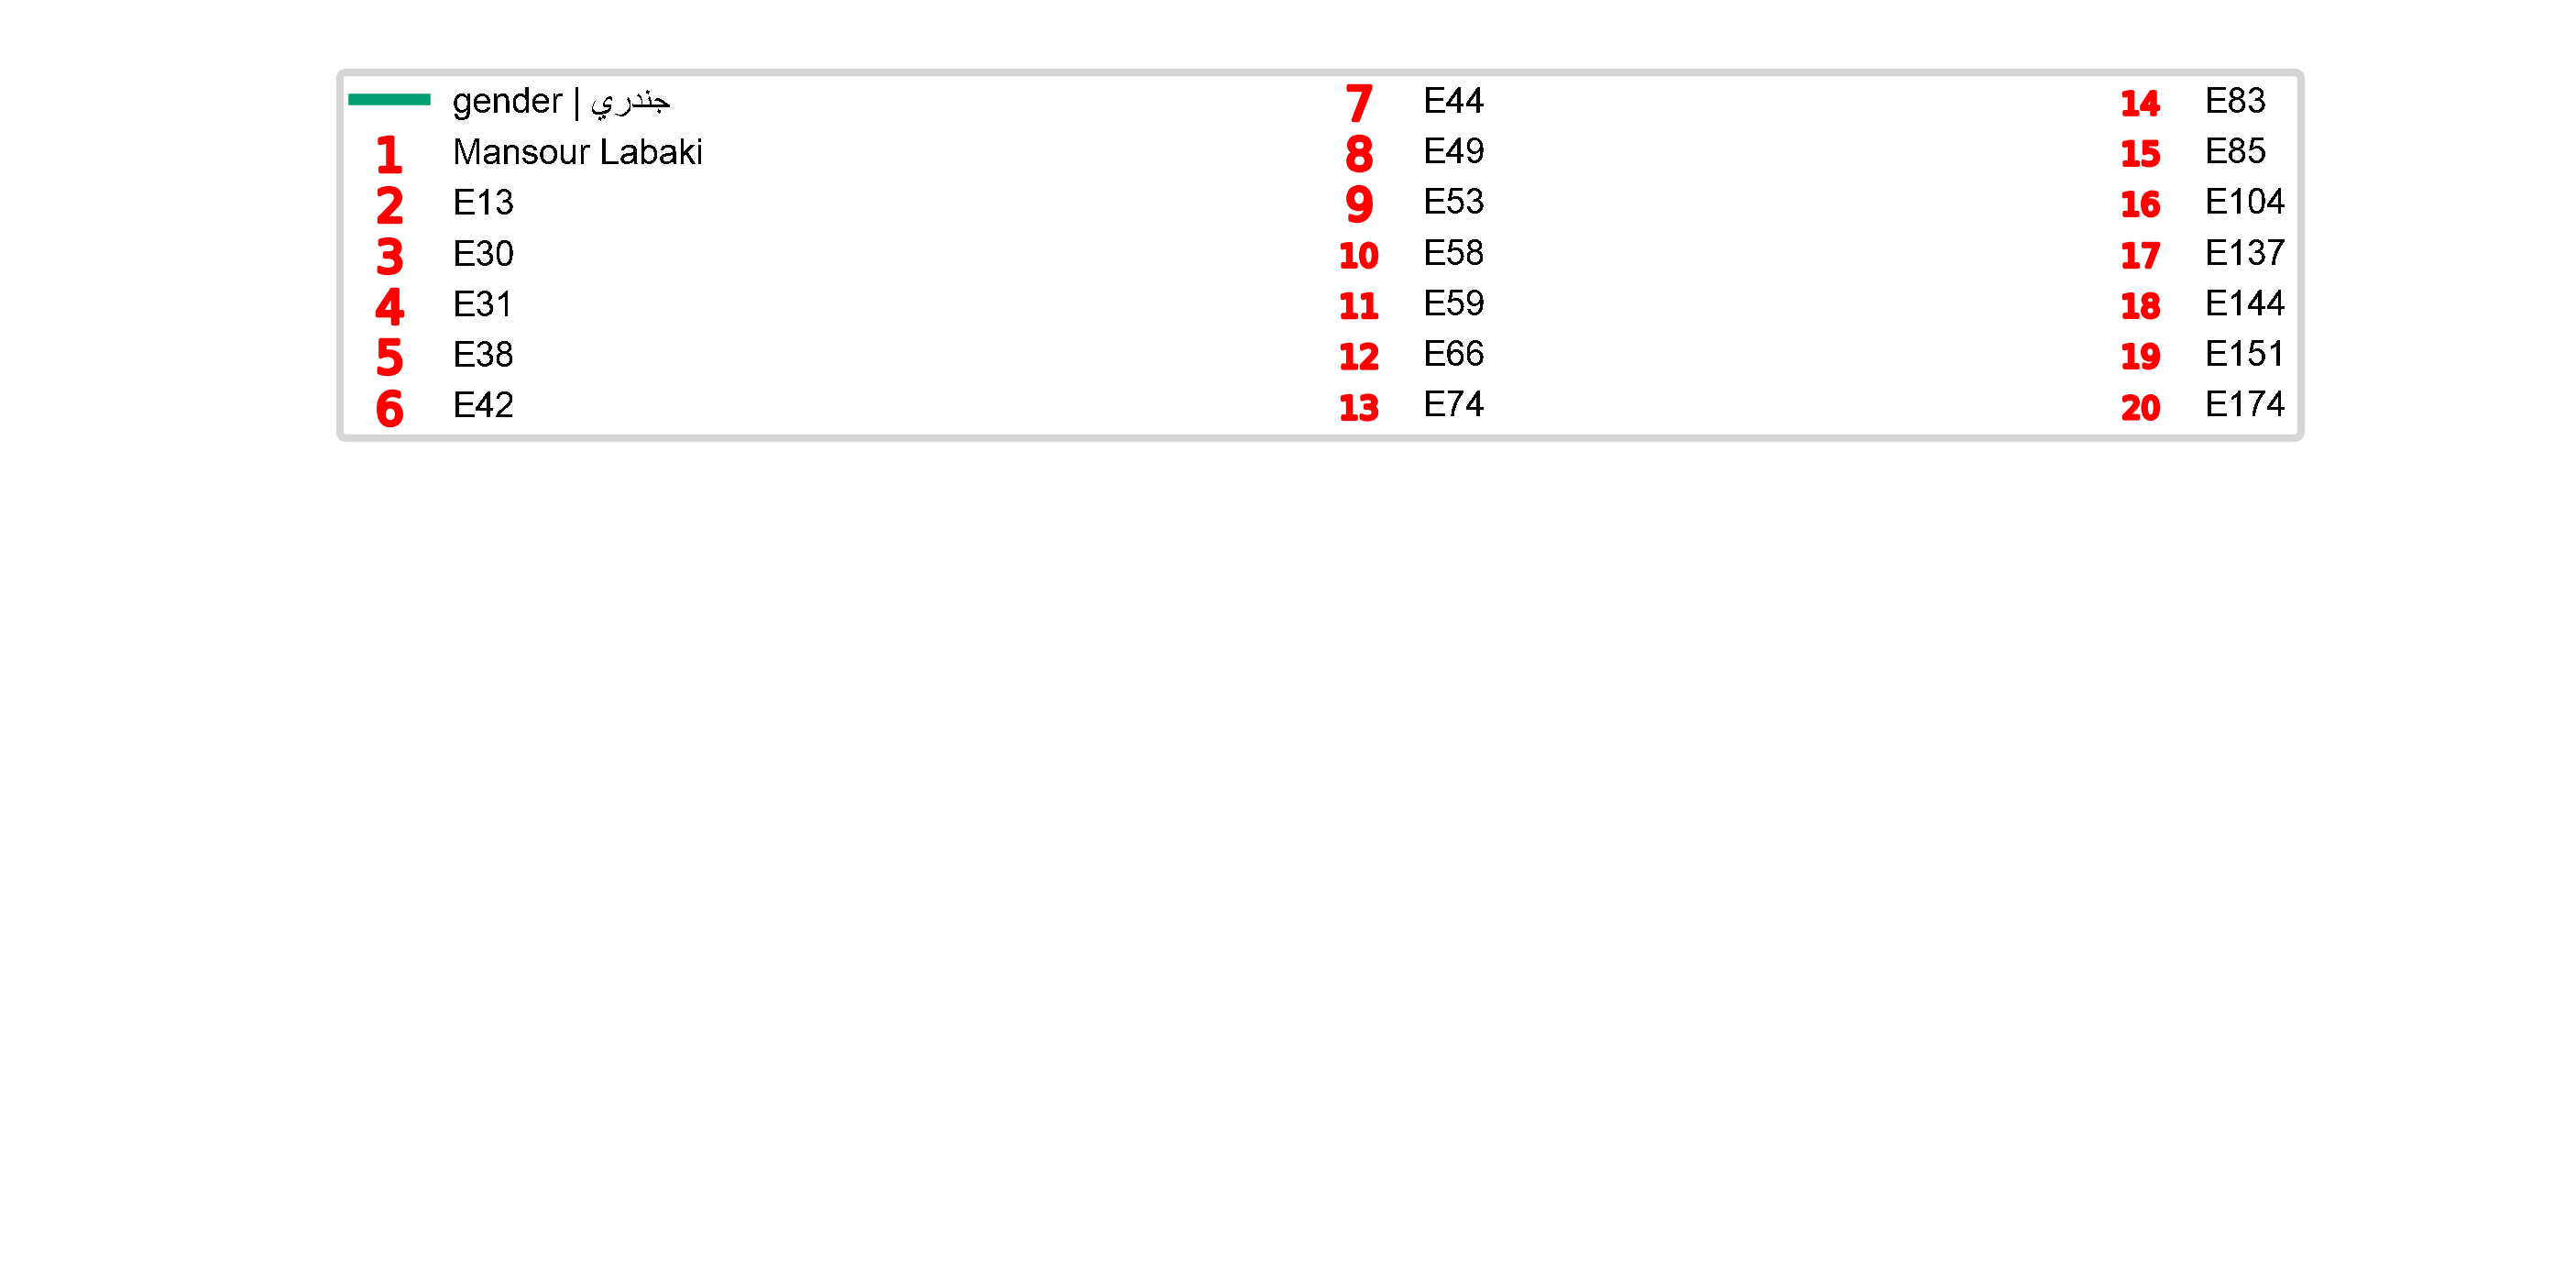 gender | جندري
1 Mansour Labaki
2 E13
3 E30
4 E31
5 E38
6 E42
7 E44
8 E49
9 E53
10 E58
11 E59
12 E66
13 E74
14 E83
15 E85
16 E104
17 E137
18 E144
19 E151
20 E174